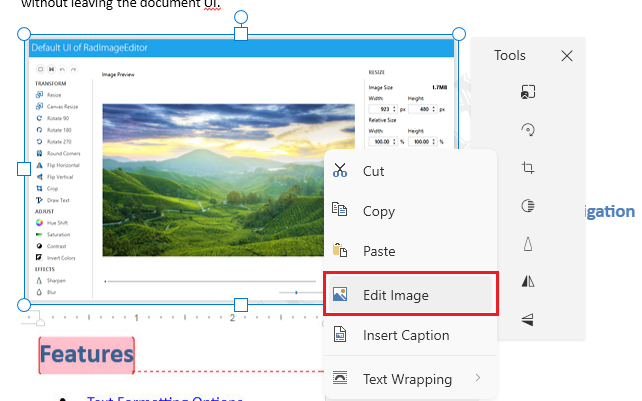 without leaving the document UI.
Default UI of RadImageEditor
Image Preview
TRANSFORM
Resize
Canvas Resize
Rotate 90
Rotate 180
Rotate 270
Round Corners
Flip Horizontal
Flip Vertical
Crop
Draw Text
ADJUST
Hue Shift
Saturation
Contrast
Invert Colors
EFFECTS
Sharpen
Blur
RESIZE
Image Size 1.7MB
Width: Height:
923 px 480 px
Relative Size
Width: Height:
100.00 % 100.00 %
Tools
Cut
Copy
Paste
Edit Image
Insert Caption
Text Wrapping
igation
1 2
Features
Text Formatting Options